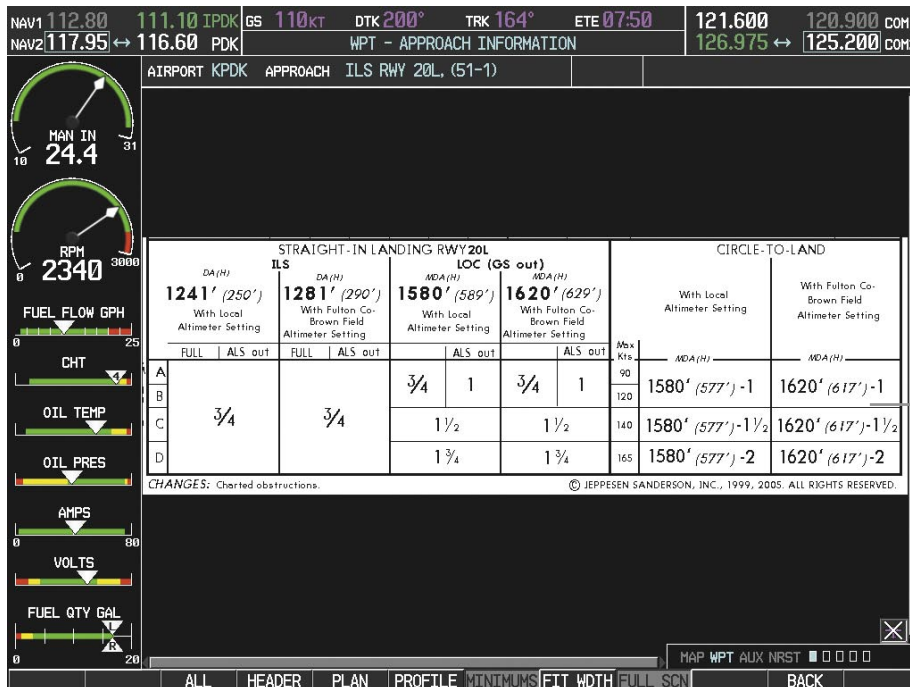 NAV1 112.80 111.10 IPDK GS 110KT DTK 200° TRK 164° ETE 07:50 121.600 120.900 COM
NAV2 117.95 ↔ 116.60 PDK WPT - APPROACH INFORMATION 126.975 ↔ 125.200 COM
AIRPORT KPDK APPROACH ILS RWY 20L, (51-1)
MAN IN
24.4
10 31
RPM
2340
0 3000
FUEL FLOW GPH
0 25
CHT
4
OIL TEMP
OIL PRES
AMPS
0 80
VOLTS
FUEL QTY GAL
L
R
0 20
STRAIGHT-IN LANDING RWY 20L CIRCLE-TO-LAND
ILS LOC (GS out)
DA(H) DA(H) MDA(H) MDA(H)
1241' (250') 1281' (290') 1580' (589') 1620' (629')
With Local Altimeter Setting
With Fulton Co-Brown Field Altimeter Setting
With Local Altimeter Setting
With Fulton Co-Brown Field Altimeter Setting
With Local Altimeter Setting
With Fulton Co-Brown Field Altimeter Setting
FULL ALS out FULL ALS out ALS out ALS out Max Kts MDA(H) MDA(H)
A 3/4 1 3/4 1 90 1580' (577') -1 1620' (617') -1
B 120
3/4 3/4
C 1 1/2 1 1/2 140 1580' (577') -1 1/2 1620' (617') -1 1/2
D 1 3/4 1 3/4 165 1580' (577') -2 1620' (617') -2
CHANGES: Charted obstructions. © JEPPESEN SANDERSON, INC., 1999, 2005. ALL RIGHTS RESERVED.
MAP WPT AUX NRST
ALL HEADER PLAN PROFILE MINIMUMS FIT WDTH FULL SCN BACK